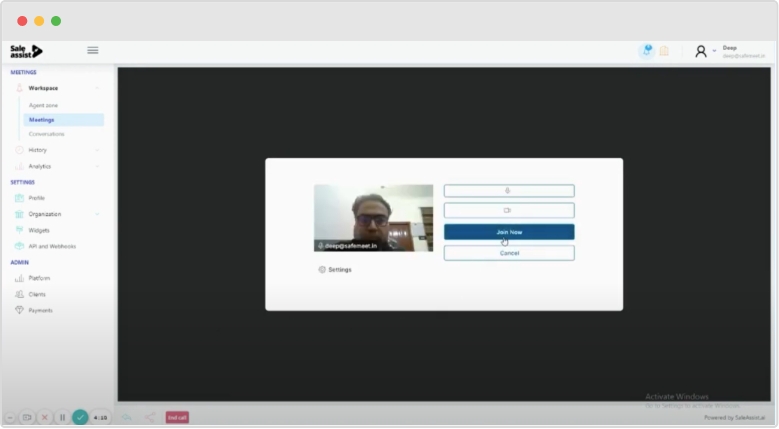 Sale
assist
Deep
deep@safemeet.in
MEETINGS
Workspace
Agent zone
Meetings
Conversations
History
Analytics
SETTINGS
Profile
Organization
Widgets
API and Webhooks
ADMIN
Platform
Clients
Payments
deep@safemeet.in
Settings
Join Now
Cancel
4:15
End call
Activate Windows
Go to Settings to activate Windows.
Powered by SaleAssist.ai